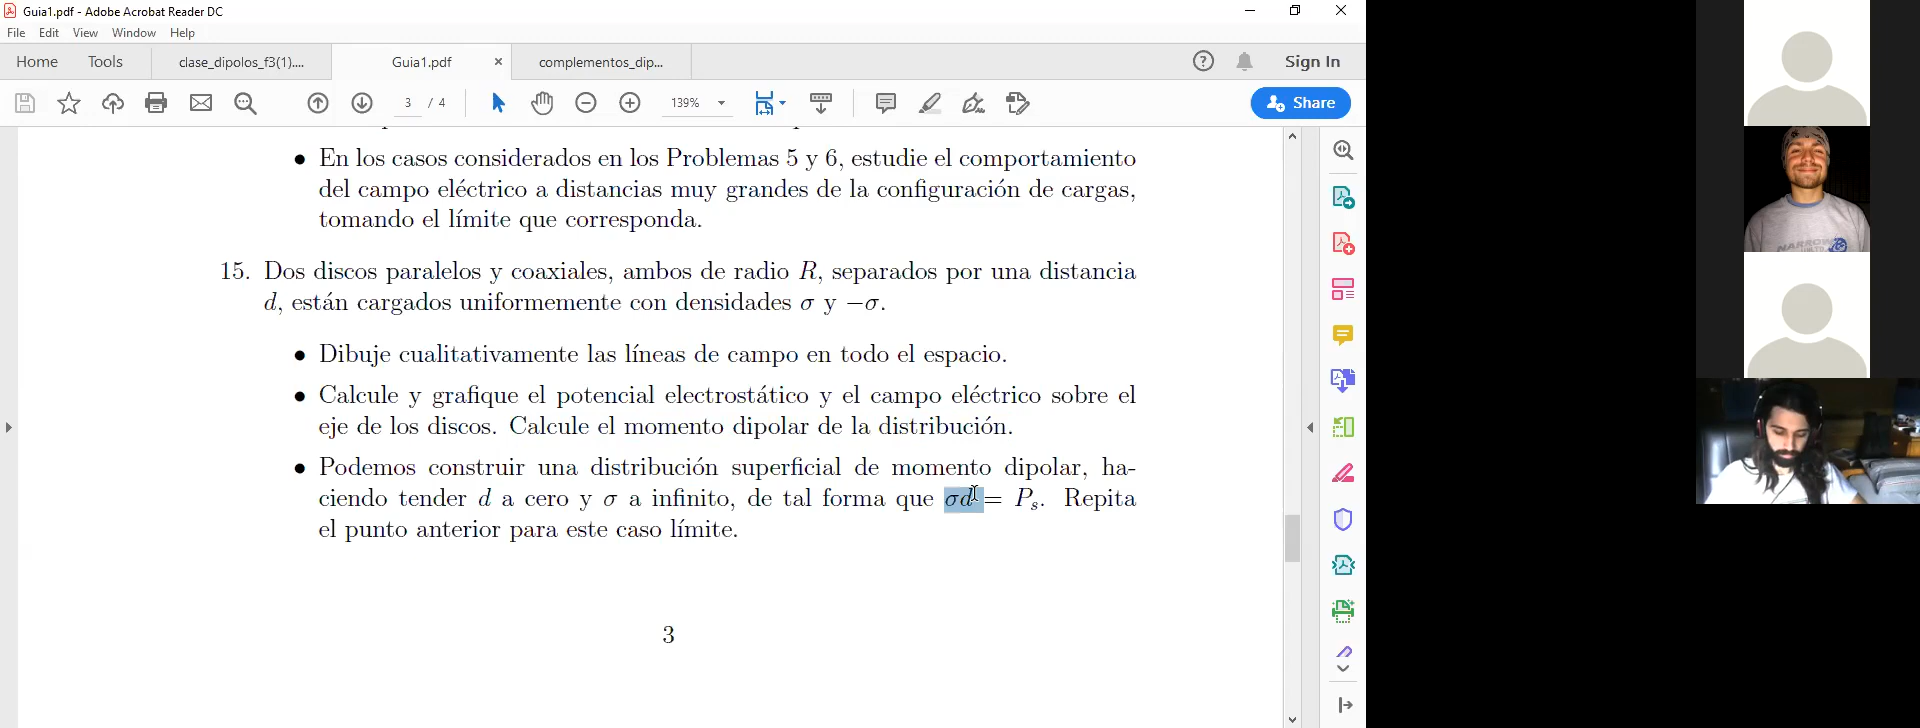 Guia1.pdf - Adobe Acrobat Reader DC
File Edit View Window Help
Home Tools clase_dipolos_f3(1).... Guia1.pdf × complementos_dip... Sign In
3 / 4 139% Share
• En los casos considerados en los Problemas 5 y 6, estudie el comportamiento
del campo eléctrico a distancias muy grandes de la configuración de cargas,
tomando el límite que corresponda.
15. Dos discos paralelos y coaxiales, ambos de radio R, separados por una distancia
d, están cargados uniformemente con densidades σ y −σ.
• Dibuje cualitativamente las líneas de campo en todo el espacio.
• Calcule y grafique el potencial electrostático y el campo eléctrico sobre el
eje de los discos. Calcule el momento dipolar de la distribución.
• Podemos construir una distribución superficial de momento dipolar, ha-
ciendo tender d a cero y σ a infinito, de tal forma que σd = Pₛ. Repita
el punto anterior para este caso límite.
3
NARROW